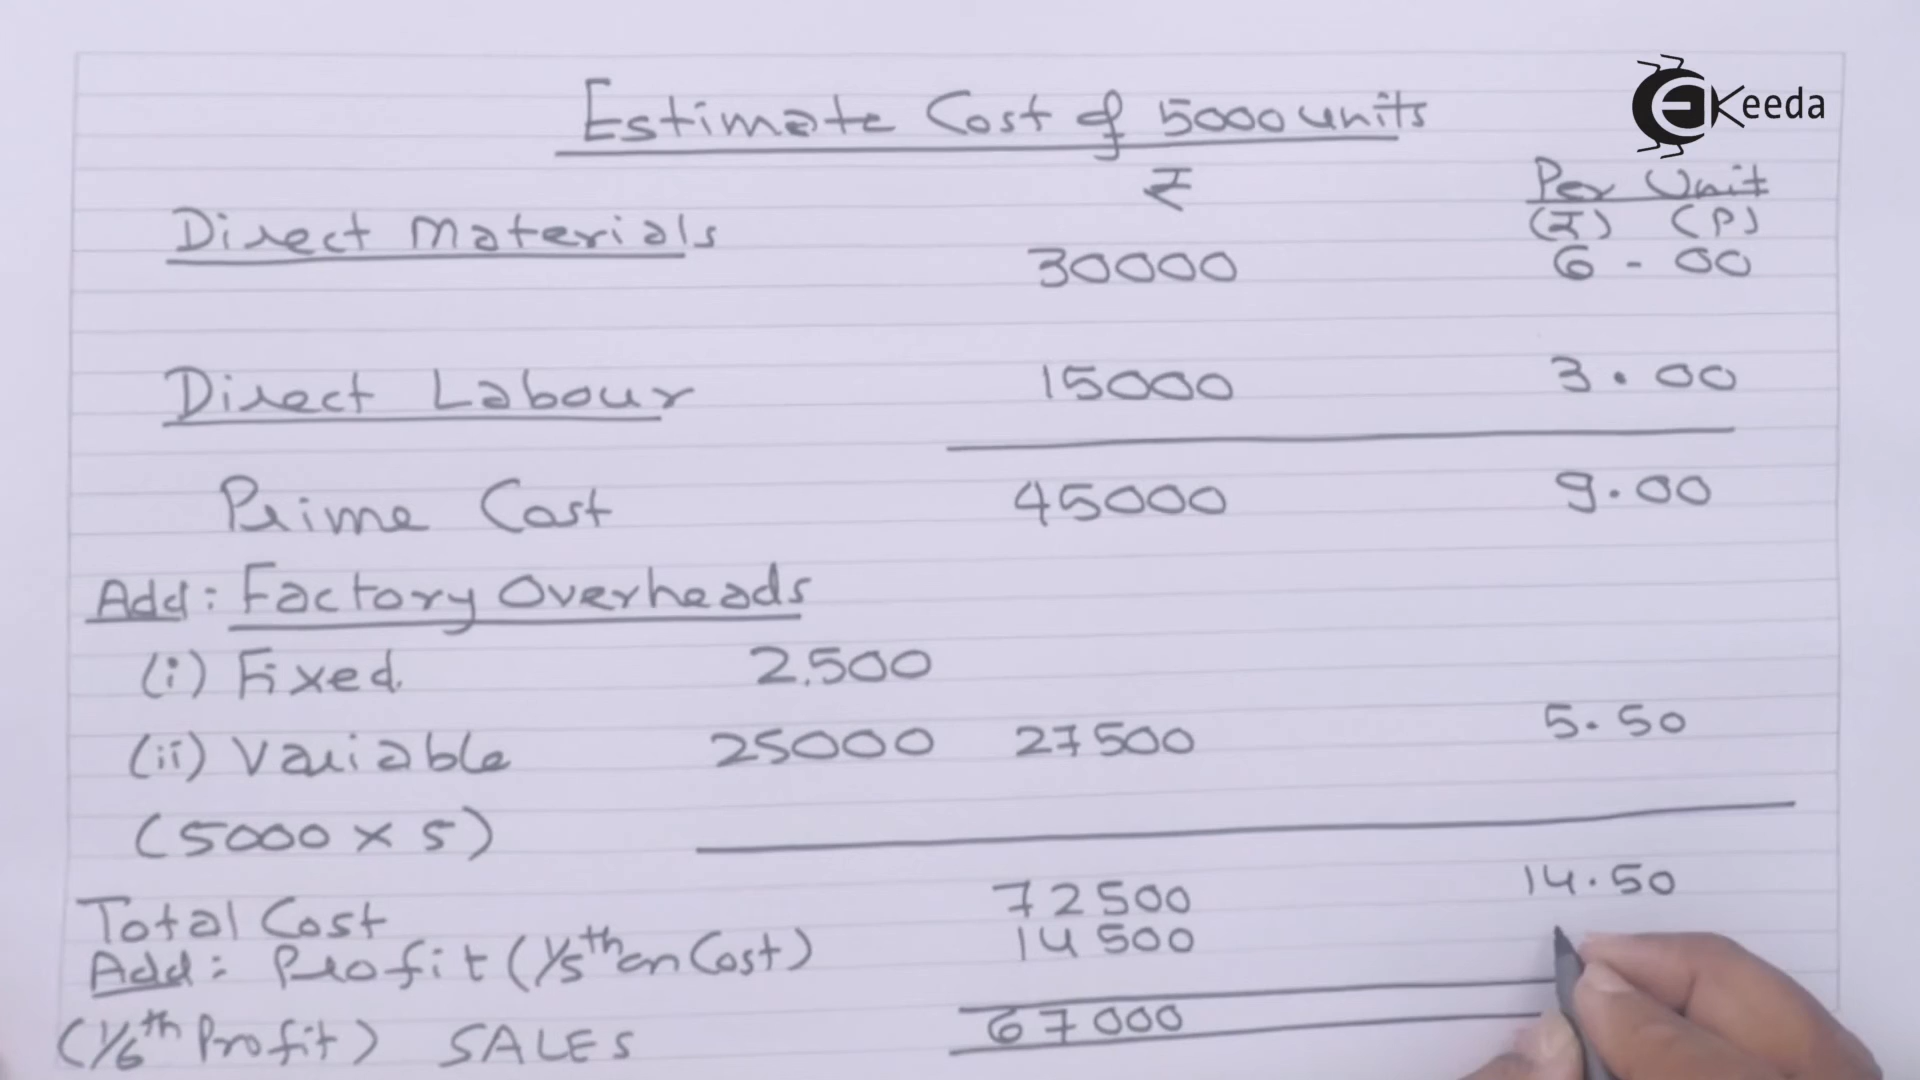 Estimate Cost of 5000 units
Keeda
₹ Per Unit
(₹) (P)
Direct Materials 30000 6 - 00
Direct Labour 15000 3.00
Prime Cost 45000 9.00
Add: Factory Overheads
(i) Fixed. 2,500
(ii) Variable 25000 27500 5.50
(5000 x 5)
Total Cost 72500 14.50
Add: Profit (1/5th on Cost) 14500
(1/6th Profit) SALES 67000